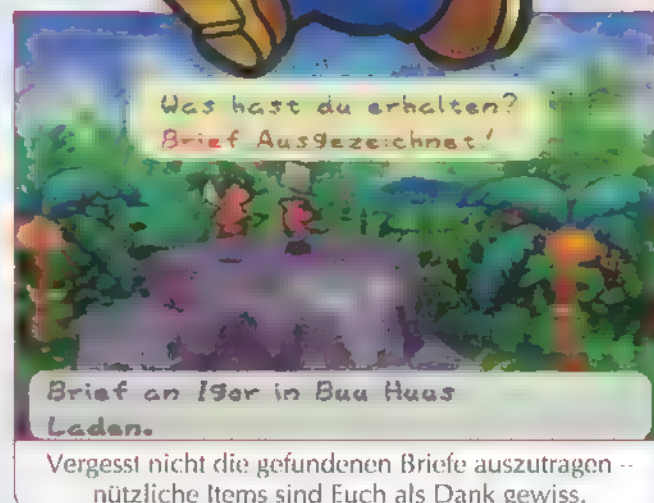 Was hast du erhalten?
Brief Ausgezeichnet!
Brief an Igor in Buu Huus
Laden.
Vergesst nicht die gefundenen Briefe auszutragen --
nützliche Items sind Euch als Dank gewiss.